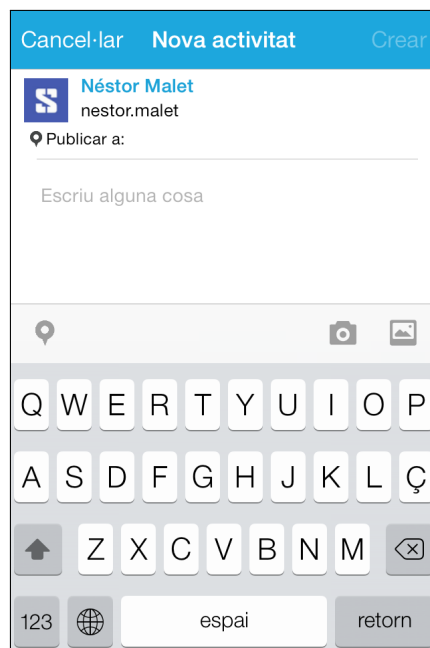 Cancel·lar Nova activitat Crear
Néstor Malet
nestor.malet
Publicar a:
Escriu alguna cosa
Q W E R T Y U I O P
A S D F G H J K L Ç
Z X C V B N M
123 espai retorn